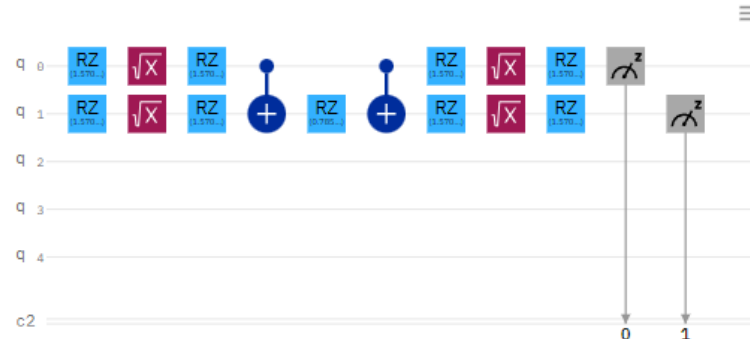 q 0 RZ (1.570...) √X RZ (1.570...) RZ (1.570...) √X RZ (1.570...) z
q 1 RZ (1.570...) √X RZ (1.570...) + RZ (0.785...) + RZ (1.570...) √X RZ (1.570...) z
q 2
q 3
q 4
c2
0 1